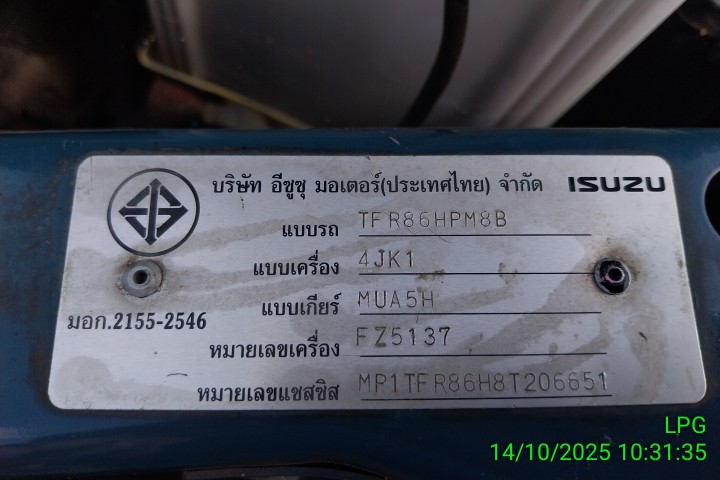 บริษัท อีซูซุ มอเตอร์(ประเทศไทย) จำกัด ISUZU
แบบรถ TFR86HPM8B
แบบเครื่อง 4JK1
แบบเกียร์ MUA5H
มอก.2155-2546
หมายเลขเครื่อง FZ5137
หมายเลขแชสซิส MP1TFR86H8T206651
LPG
14/10/2025 10:31:35